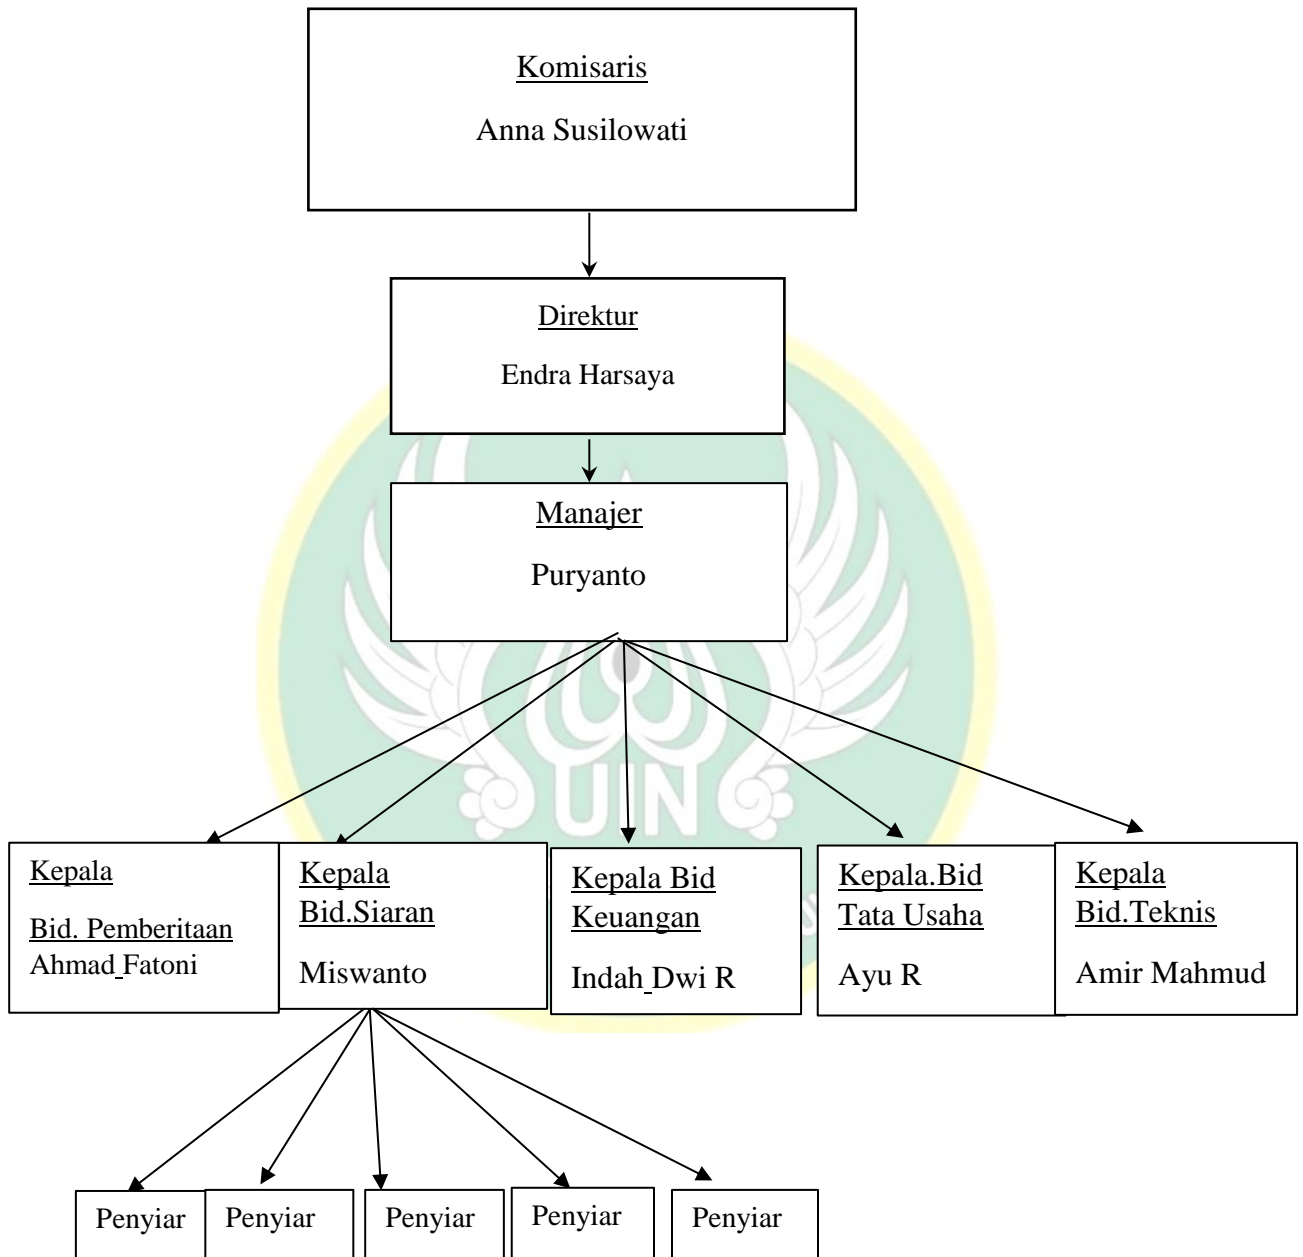 Komisaris
Anna Susilowati
Direktur
Endra Harsaya
Manajer
Puryanto
UIN
Kepala
Bid. Pemberitaan
Ahmad Fatoni
Kepala
Bid.Siaran
Miswanto
Kepala Bid
Keuangan
Indah Dwi R
Kepala.Bid
Tata Usaha
Ayu R
Kepala
Bid.Teknis
Amir Mahmud
Penyiar
Penyiar
Penyiar
Penyiar
Penyiar